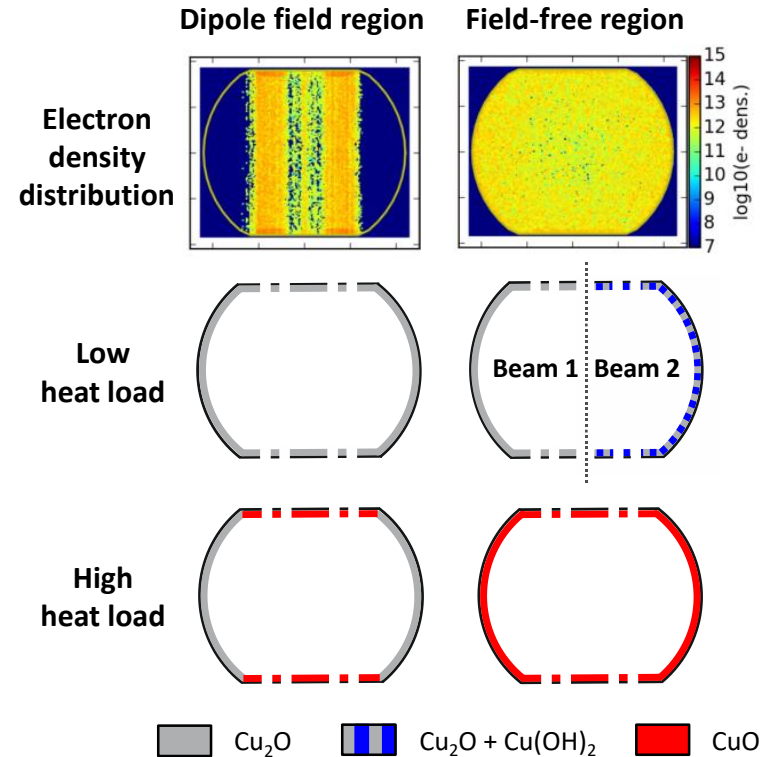 Dipole field region
Field-free region
Electron
density
distribution
15
14
13
12
11
10
9
8
7
log10(e- dens.)
Low
heat load
Beam 1
Beam 2
High
heat load
Cu₂O
Cu₂O + Cu(OH)₂
CuO